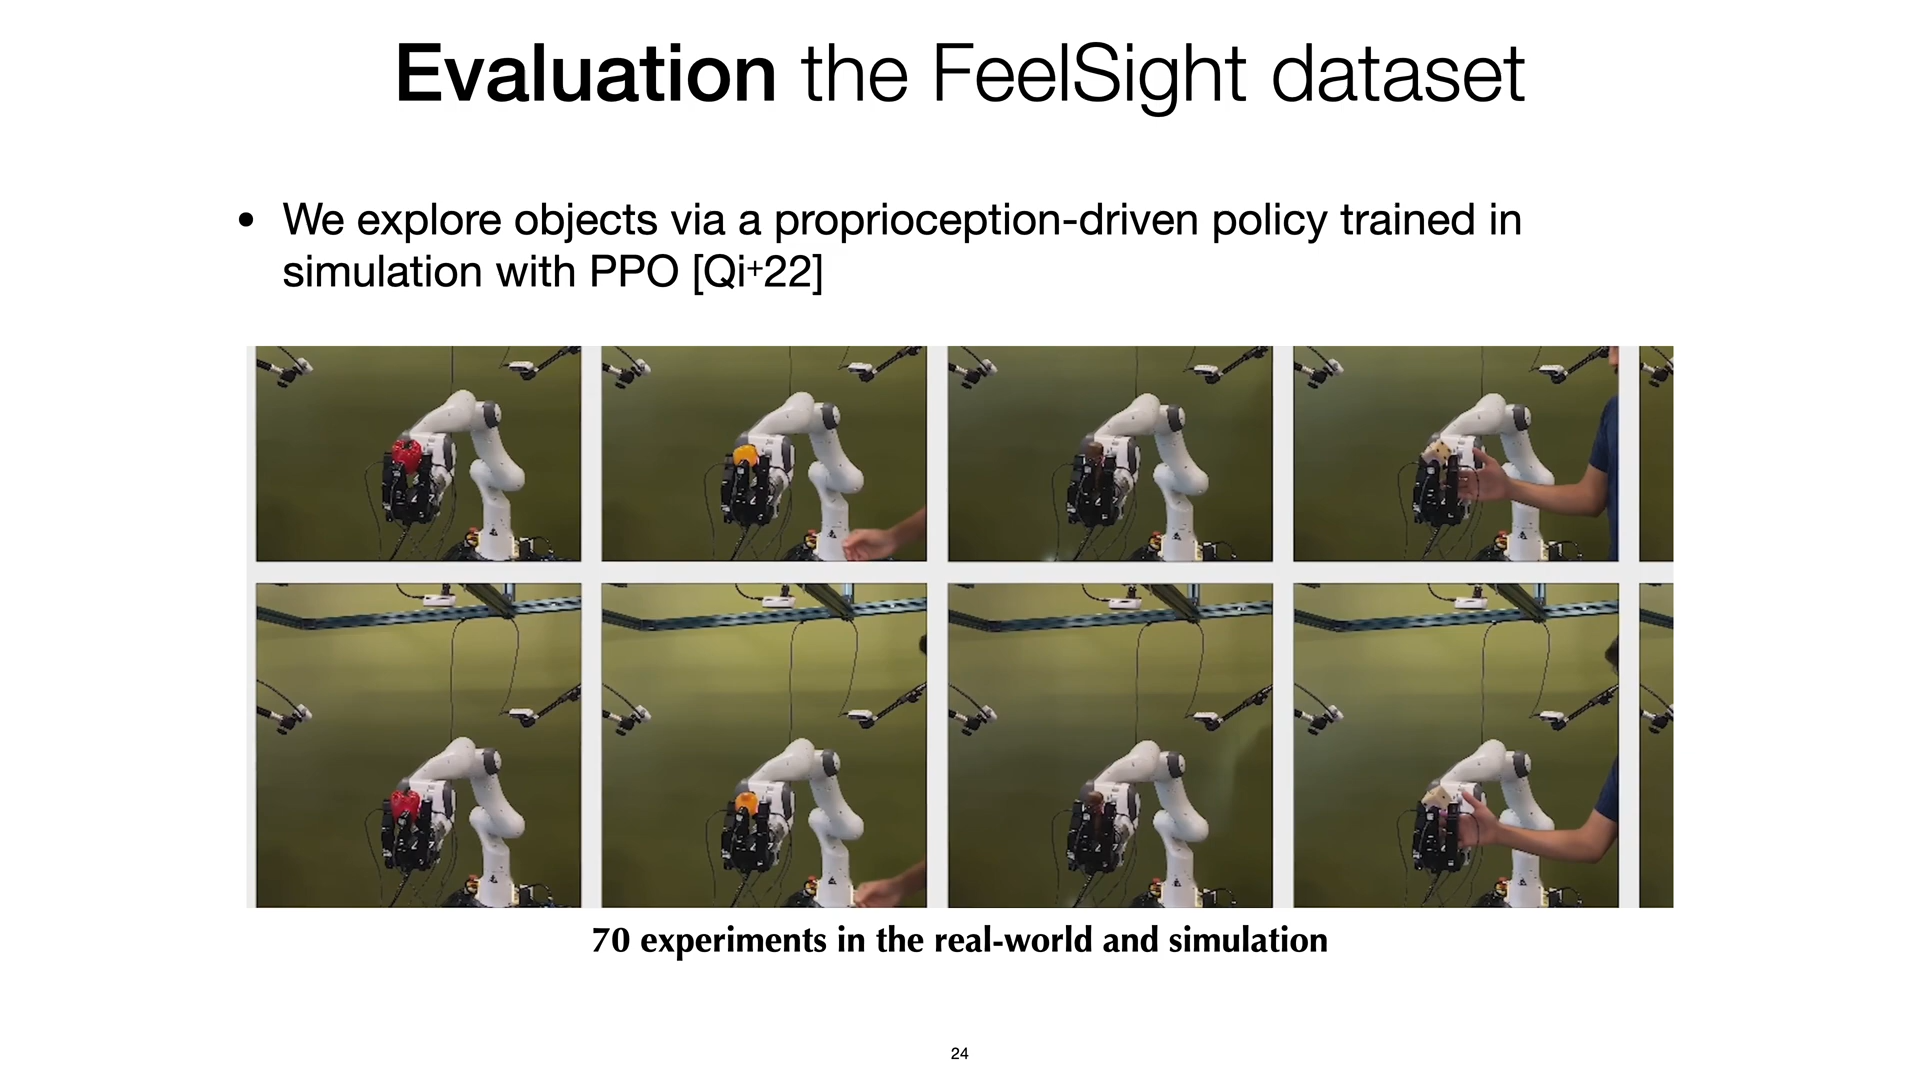 Evaluation the FeelSight dataset
• We explore objects via a proprioception-driven policy trained in
simulation with PPO [Qi+22]
70 experiments in the real-world and simulation
24